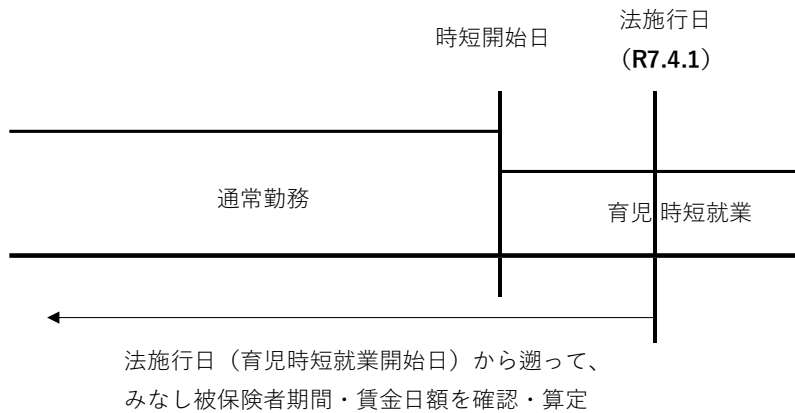 時短開始日
法施行日
（R7.4.1）
通常勤務
育児時短就業
法施行日（育児時短就業開始日）から遡って、
みなし被保険者期間・賃金日額を確認・算定